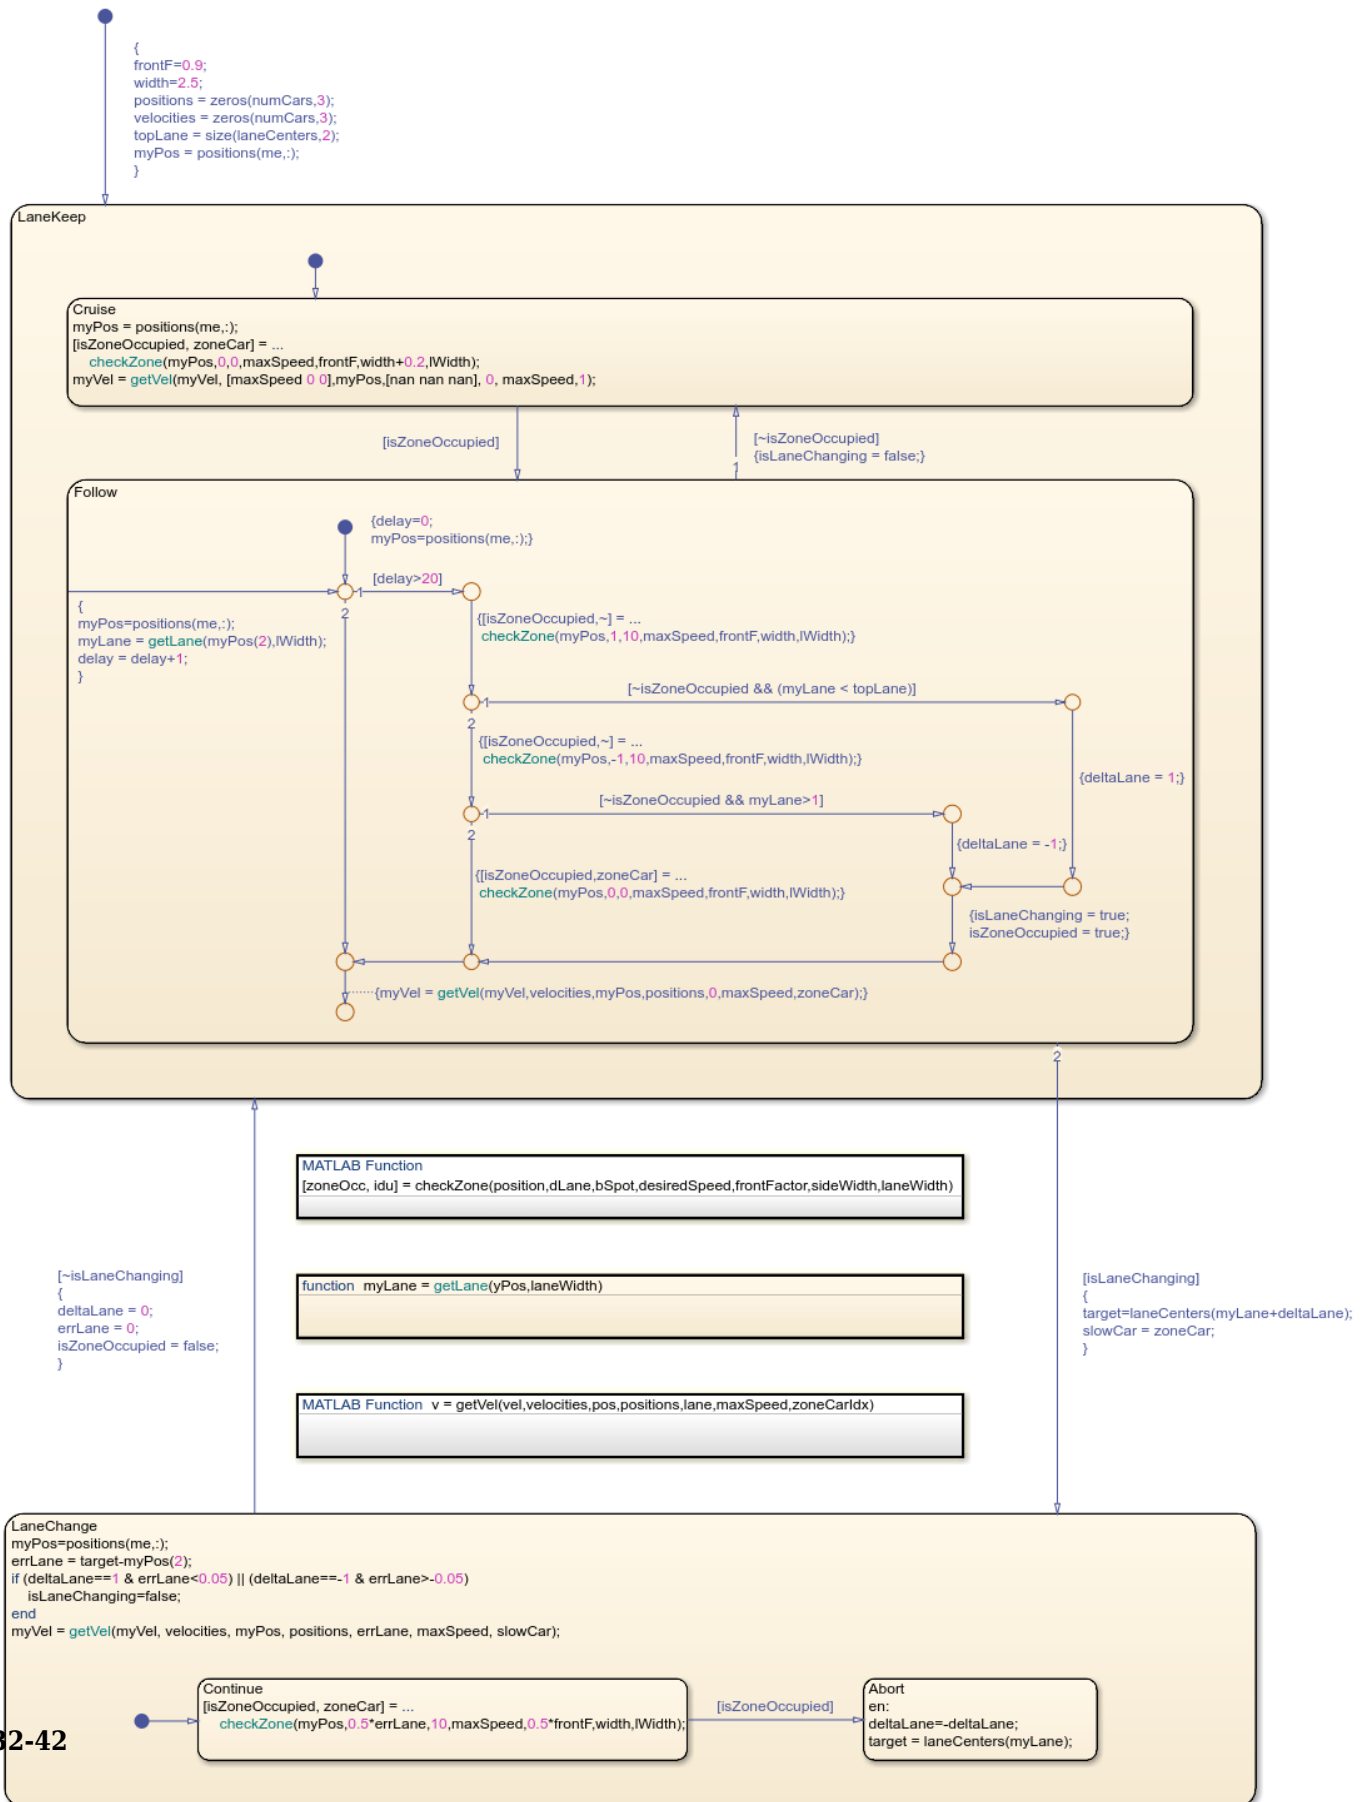 {
frontF=0.9;
width=2.5;
positions = zeros(numCars,3);
velocities = zeros(numCars,3);
topLane = size(laneCenters,2);
myPos = positions(me,:);
}
LaneKeep
Cruise
myPos = positions(me,:);
[isZoneOccupied, zoneCar] = ...
checkZone(myPos,0,0,maxSpeed,frontF,width+0.2,lWidth);
myVel = getVel(myVel, [maxSpeed 0 0],myPos,[nan nan nan], 0, maxSpeed,1);
[isZoneOccupied]
[~isZoneOccupied]
{isLaneChanging = false;}
1
Follow
{delay=0;
myPos=positions(me,:);}
[delay>20]
1
2
{
myPos=positions(me,:);
myLane = getLane(myPos(2),lWidth);
delay = delay+1;
}
{[isZoneOccupied,~] = ...
checkZone(myPos,1,10,maxSpeed,frontF,width,lWidth);}
[~isZoneOccupied && (myLane < topLane)]
1
2
{[isZoneOccupied,~] = ...
checkZone(myPos,-1,10,maxSpeed,frontF,width,lWidth);}
{deltaLane = 1;}
[~isZoneOccupied && myLane>1]
1
2
{deltaLane = -1;}
{[isZoneOccupied,zoneCar] = ...
checkZone(myPos,0,0,maxSpeed,frontF,width,lWidth);}
{isLaneChanging = true;
isZoneOccupied = true;}
{myVel = getVel(myVel,velocities,myPos,positions,0,maxSpeed,zoneCar);}
2
MATLAB Function
[zoneOcc, idu] = checkZone(position,dLane,bSpot,desiredSpeed,frontFactor,sideWidth,laneWidth)
[~isLaneChanging]
{
deltaLane = 0;
errLane = 0;
isZoneOccupied = false;
}
function myLane = getLane(yPos,laneWidth)
[isLaneChanging]
{
target=laneCenters(myLane+deltaLane);
slowCar = zoneCar;
}
MATLAB Function v = getVel(vel,velocities,pos,positions,lane,maxSpeed,zoneCarIdx)
LaneChange
myPos=positions(me,:);
errLane = target-myPos(2);
if (deltaLane==1 & errLane<0.05) || (deltaLane==-1 & errLane>-0.05)
isLaneChanging=false;
end
myVel = getVel(myVel, velocities, myPos, positions, errLane, maxSpeed, slowCar);
Continue
[isZoneOccupied, zoneCar] = ...
checkZone(myPos,0.5*errLane,10,maxSpeed,0.5*frontF,width,lWidth);
[isZoneOccupied]
Abort
en:
deltaLane=-deltaLane;
target = laneCenters(myLane);
32-42